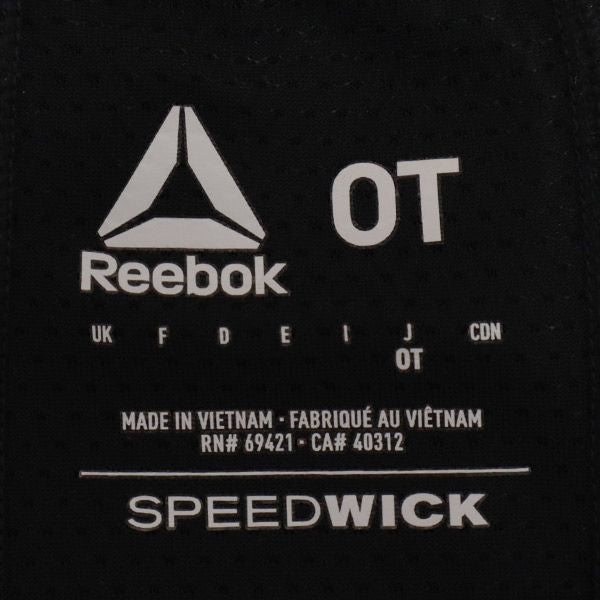 OT
Reebok
UK F D E I J CDN
OT
MADE IN VIETNAM · FABRIQUÉ AU VIÊTNAM
RN# 69421 · CA# 40312
SPEEDWICK